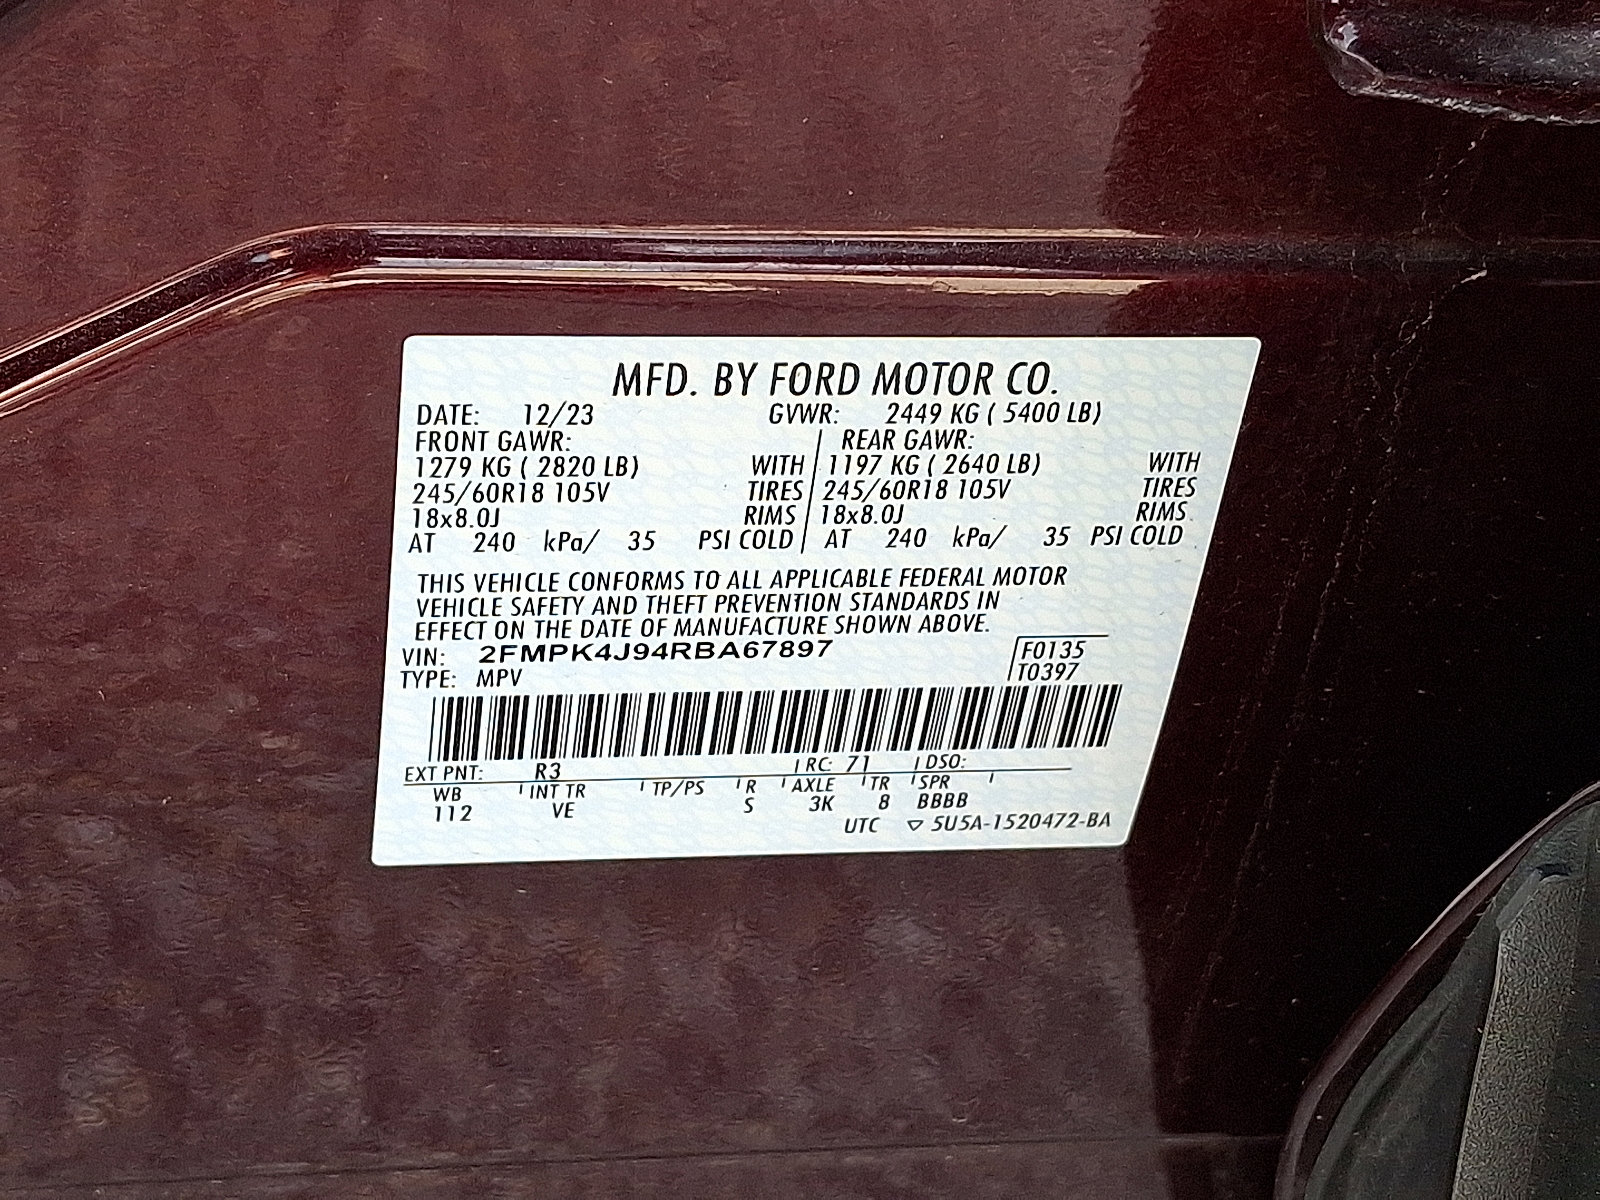 MFD. BY FORD MOTOR CO.
DATE: 12/23 GVWR: 2449 KG ( 5400 LB)
FRONT GAWR: REAR GAWR:
1279 KG ( 2820 LB) WITH 1197 KG ( 2640 LB) WITH
245/60R18 105V TIRES 245/60R18 105V TIRES
18x8.0J RIMS 18x8.0J RIMS
AT 240 kPa/ 35 PSI COLD AT 240 kPa/ 35 PSI COLD
THIS VEHICLE CONFORMS TO ALL APPLICABLE FEDERAL MOTOR
VEHICLE SAFETY AND THEFT PREVENTION STANDARDS IN
EFFECT ON THE DATE OF MANUFACTURE SHOWN ABOVE.
VIN: 2FMPK4J94RBA67897 F0135
TYPE: MPV T0397
EXT PNT: R3 RC: 71 DSO:
WB INT TR TP/PS R AXLE TR SPR
112 VE S 3K 8 BBBB
UTC ▽ 5U5A-1520472-BA